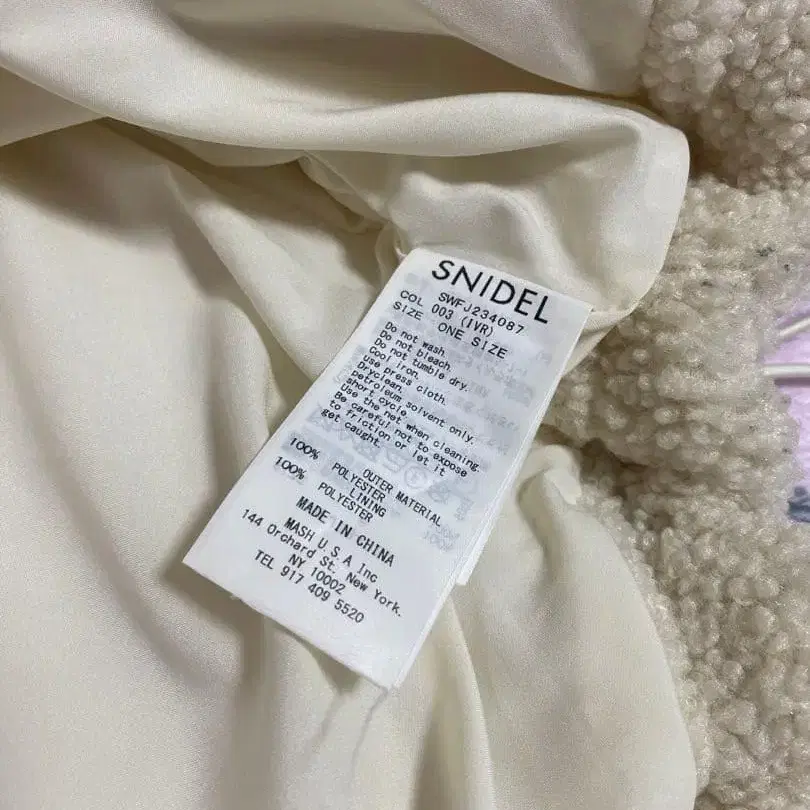 SNIDEL
SWFJ234087
COL 003 (IVR)
SIZE ONE SIZE
Do not wash.
Do not bleach.
Do not tumble dry.
Cool iron.
use press cloth.
Dryclean.
petroleum solvent only.
short cycle.
Use the net when cleaning.
Be careful not to expose
to friction or let it
get caught.
OUTER MATERIAL
100% POLYESTER
LINING
100% POLYESTER
MADE IN CHINA
MASH U.S.A Inc.
144 Orchard St. New York.
NY 10002
TEL 917 409 5520